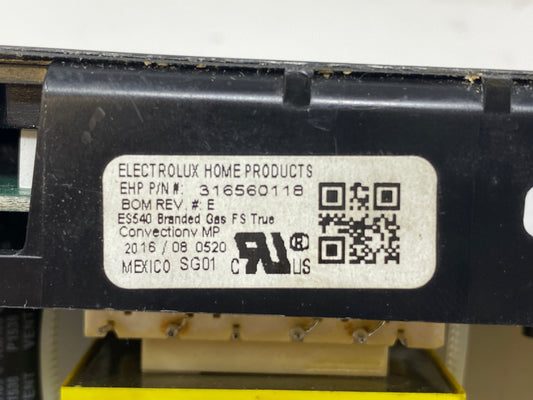 ELECTROLUX HOME PRODUCTS
EHP P/N #: 316560118
BOM REV. #: E
ES540 Branded Gas FS True
Convectionv MP
2016 / 08 0520
MEXICO SG01 C UR US ®